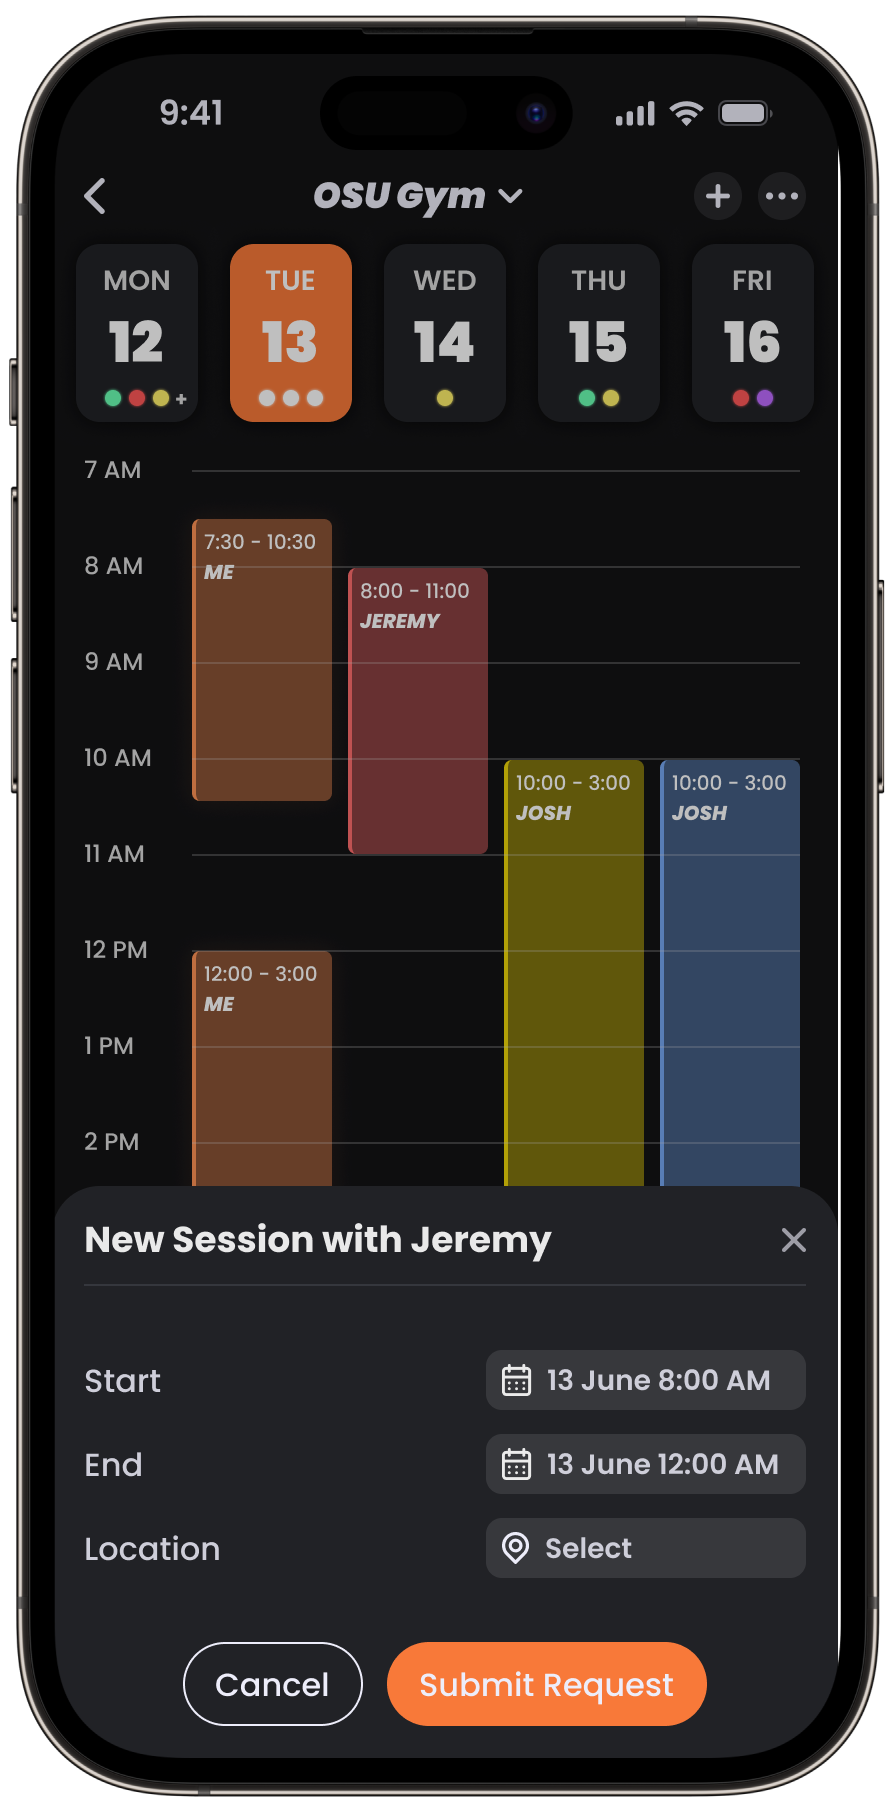 9:41
OSU Gym
MON TUE WED THU FRI
12 13 14 15 16
+
7 AM
7:30 - 10:30
ME
8 AM
8:00 - 11:00
JEREMY
9 AM
10 AM
10:00 - 3:00 10:00 - 3:00
JOSH JOSH
11 AM
12 PM
12:00 - 3:00
ME
1 PM
2 PM
New Session with Jeremy
Start 13 June 8:00 AM
End 13 June 12:00 AM
Location Select
Cancel Submit Request